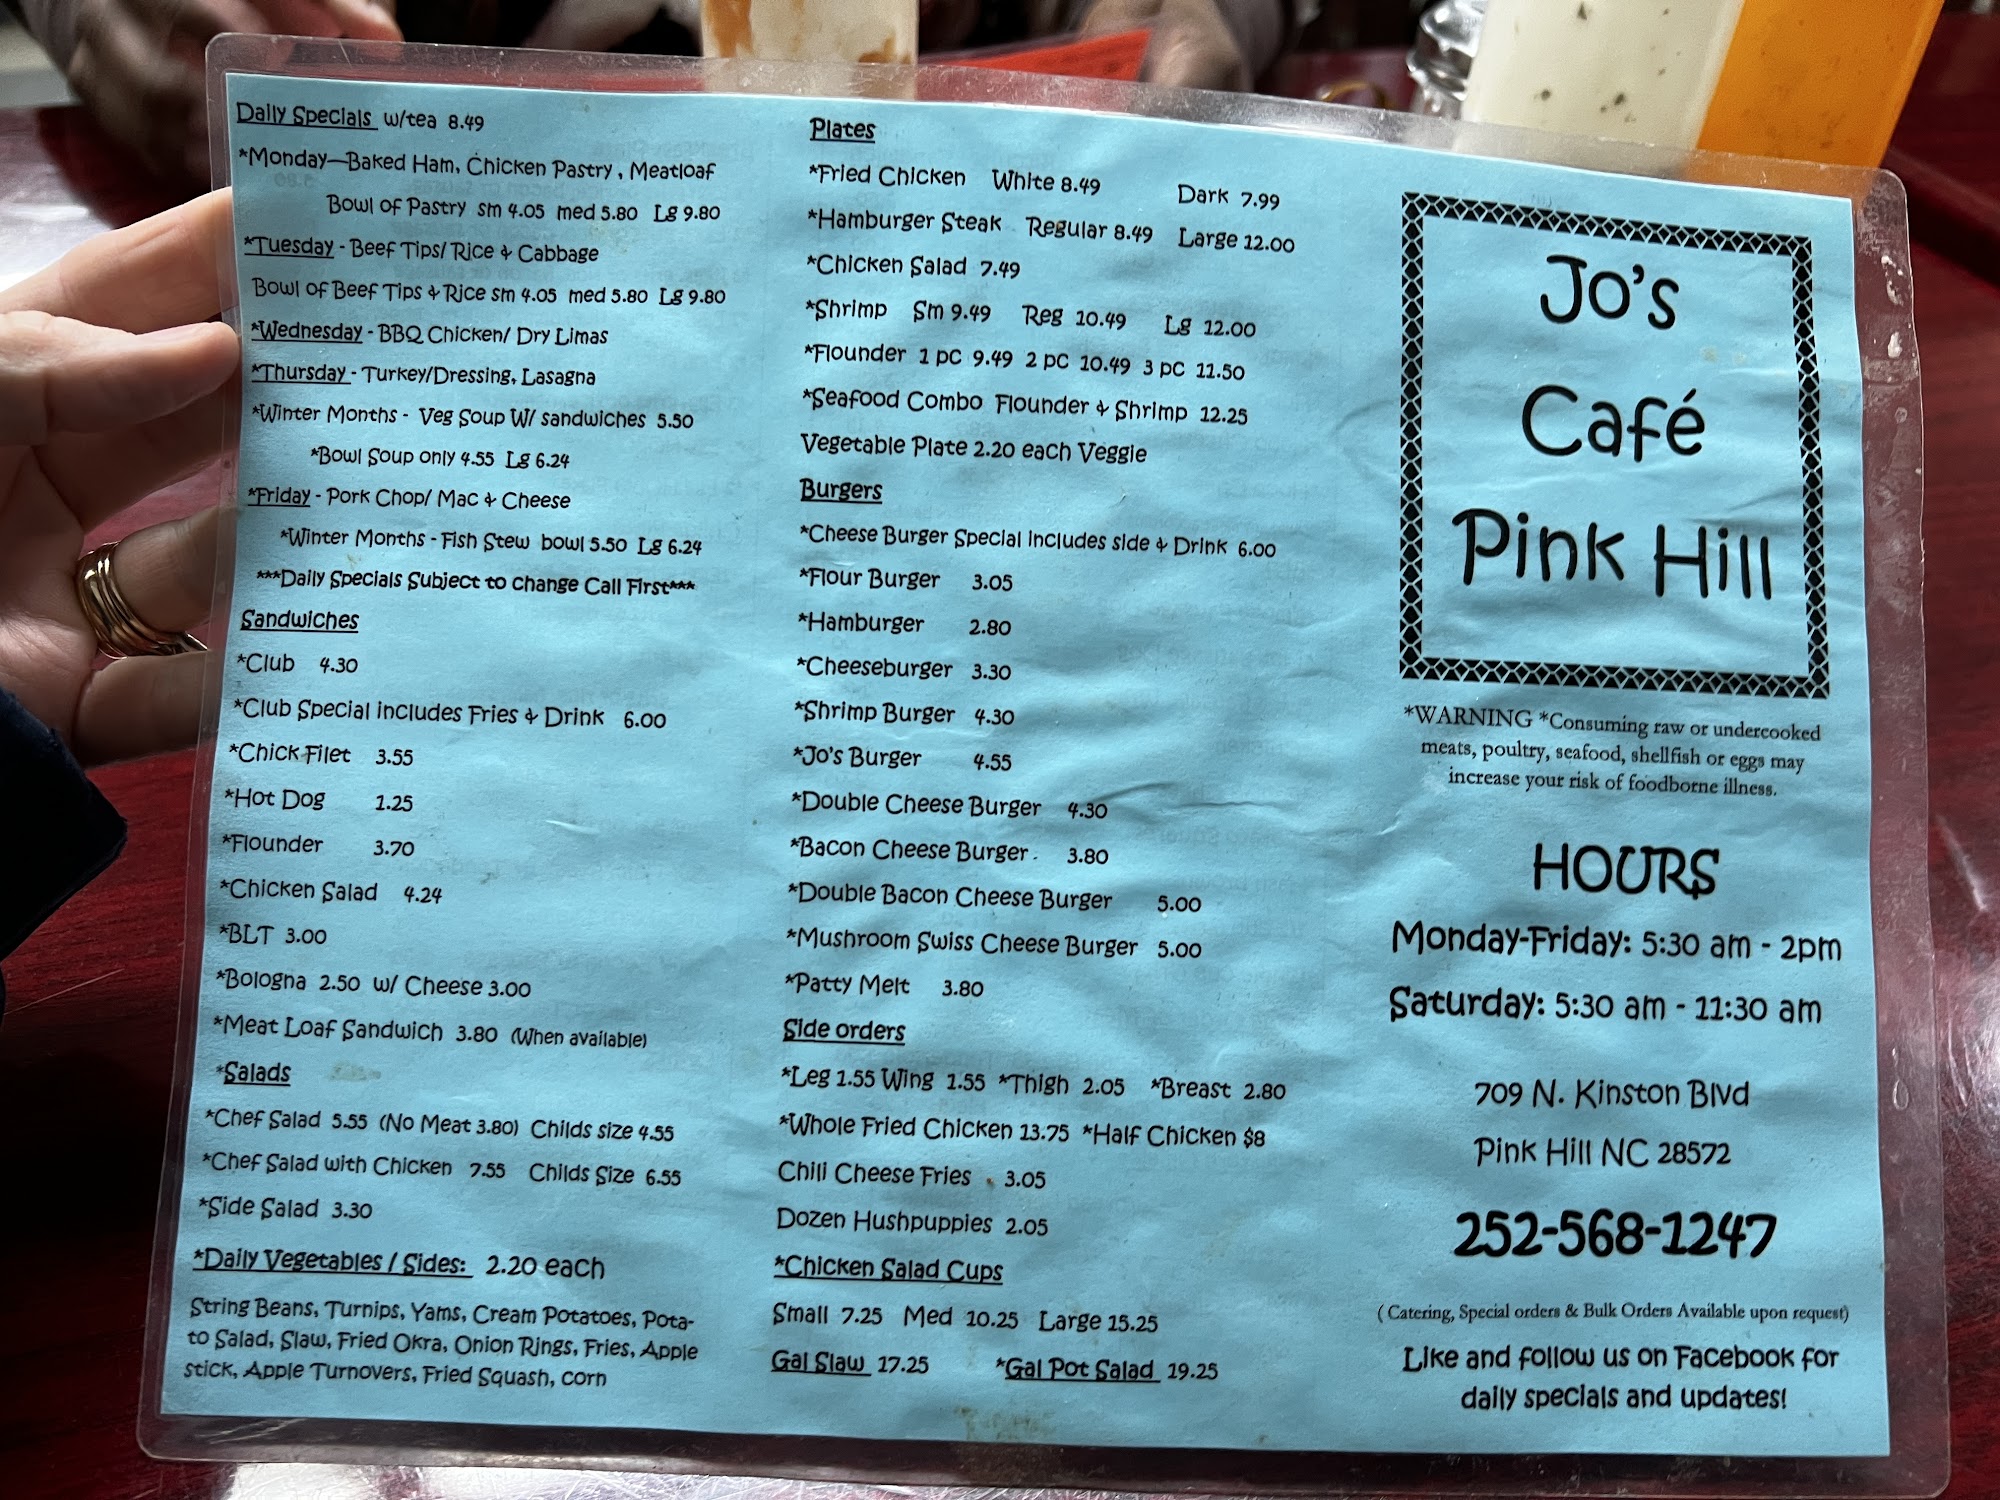 Daily Specials w/tea 8.49
*Monday—Baked Ham, Chicken Pastry , Meatloaf
Bowl of Pastry sm 4.05 med 5.80 Lg 9.80
*Tuesday - Beef Tips/ Rice & Cabbage
Bowl of Beef Tips & Rice sm 4.05 med 5.80 Lg 9.80
*Wednesday - BBQ Chicken/ Dry Limas
*Thursday - Turkey/Dressing, Lasagna
*Winter Months - Veg Soup W/ sandwiches 5.50
*Bowl Soup only 4.55 Lg 6.24
*Friday - Pork Chop/ Mac & Cheese
*Winter Months - Fish Stew bowl 5.50 Lg 6.24
***Daily Specials Subject to change Call First***
Sandwiches
*Club 4.30
*Club Special includes Fries & Drink 6.00
*Chick Filet 3.55
*Hot Dog 1.25
*Flounder 3.70
*Chicken Salad 4.24
*BLT 3.00
*Bologna 2.50 w/ Cheese 3.00
*Meat Loaf Sandwich 3.80 (When available)
*Salads
*Chef Salad 5.55 (No Meat 3.80) Childs size 4.55
*Chef Salad with Chicken 7.55 Childs Size 6.55
*Side Salad 3.30
*Daily Vegetables / Sides: 2.20 each
String Beans, Turnips, Yams, Cream Potatoes, Pota-
to Salad, Slaw, Fried Okra, Onion Rings, Fries, Apple
stick, Apple Turnovers, Fried Squash, corn
Plates
*Fried Chicken White 8.49 Dark 7.99
*Hamburger Steak Regular 8.49 Large 12.00
*Chicken Salad 7.49
*Shrimp Sm 9.49 Reg 10.49 Lg 12.00
*Flounder 1 pc 9.49 2 pc 10.49 3 pc 11.50
*Seafood Combo Flounder & Shrimp 12.25
Vegetable Plate 2.20 each Veggie
Burgers
*Cheese Burger Special includes side & Drink 6.00
*Flour Burger 3.05
*Hamburger 2.80
*Cheeseburger 3.30
*Shrimp Burger 4.30
*Jo's Burger 4.55
*Double Cheese Burger 4.30
*Bacon Cheese Burger 3.80
*Double Bacon Cheese Burger 5.00
*Mushroom Swiss Cheese Burger 5.00
*Patty Melt 3.80
Side orders
*Leg 1.55 Wing 1.55 *Thigh 2.05 *Breast 2.80
*Whole Fried Chicken 13.75 *Half Chicken $8
Chili Cheese Fries 3.05
Dozen Hushpuppies 2.05
*Chicken Salad Cups
Small 7.25 Med 10.25 Large 15.25
Gal Slaw 17.25 *Gal Pot Salad 19.25
Jo's
Café
Pink Hill
*WARNING *Consuming raw or undercooked
meats, poultry, seafood, shellfish or eggs may
increase your risk of foodborne illness.
HOURS
Monday-Friday: 5:30 am - 2pm
Saturday: 5:30 am - 11:30 am
709 N. Kinston Blvd
Pink Hill NC 28572
252-568-1247
( Catering, Special orders & Bulk Orders Available upon request)
Like and follow us on Facebook for
daily specials and updates!